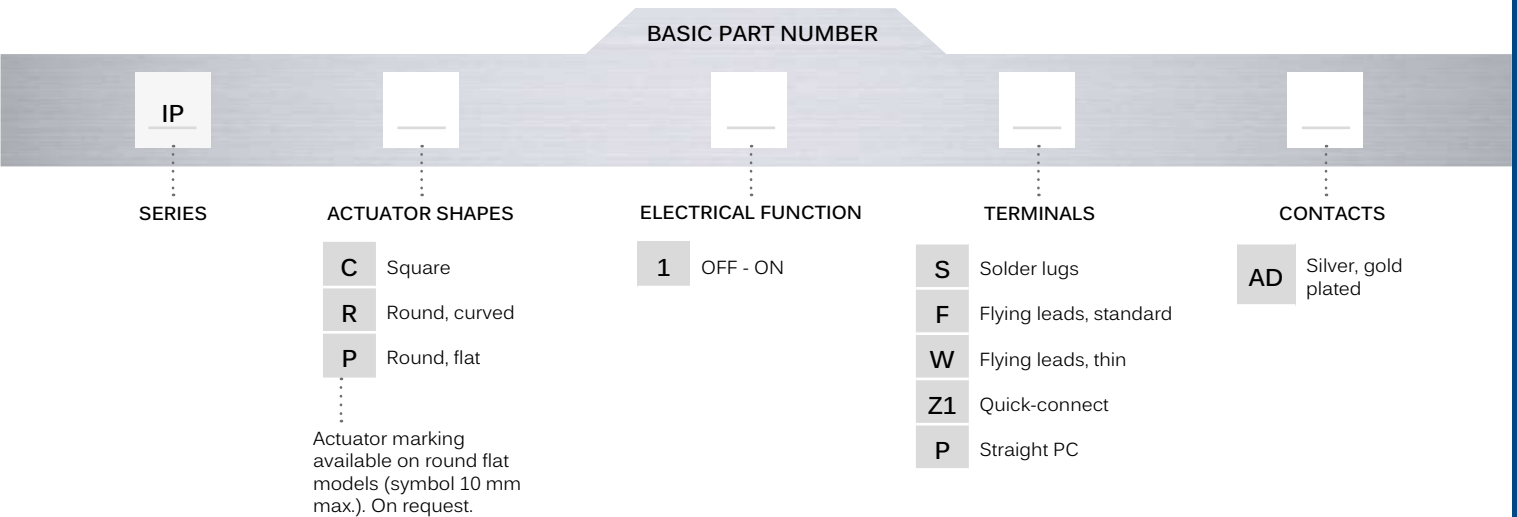 BASIC PART NUMBER
IP
SERIES
ACTUATOR SHAPES
C Square
R Round, curved
P Round, flat
Actuator marking
available on round flat
models (symbol 10 mm
max.). On request.
ELECTRICAL FUNCTION
1 OFF - ON
TERMINALS
S Solder lugs
F Flying leads, standard
W Flying leads, thin
Z1 Quick-connect
P Straight PC
CONTACTS
AD Silver, gold
plated